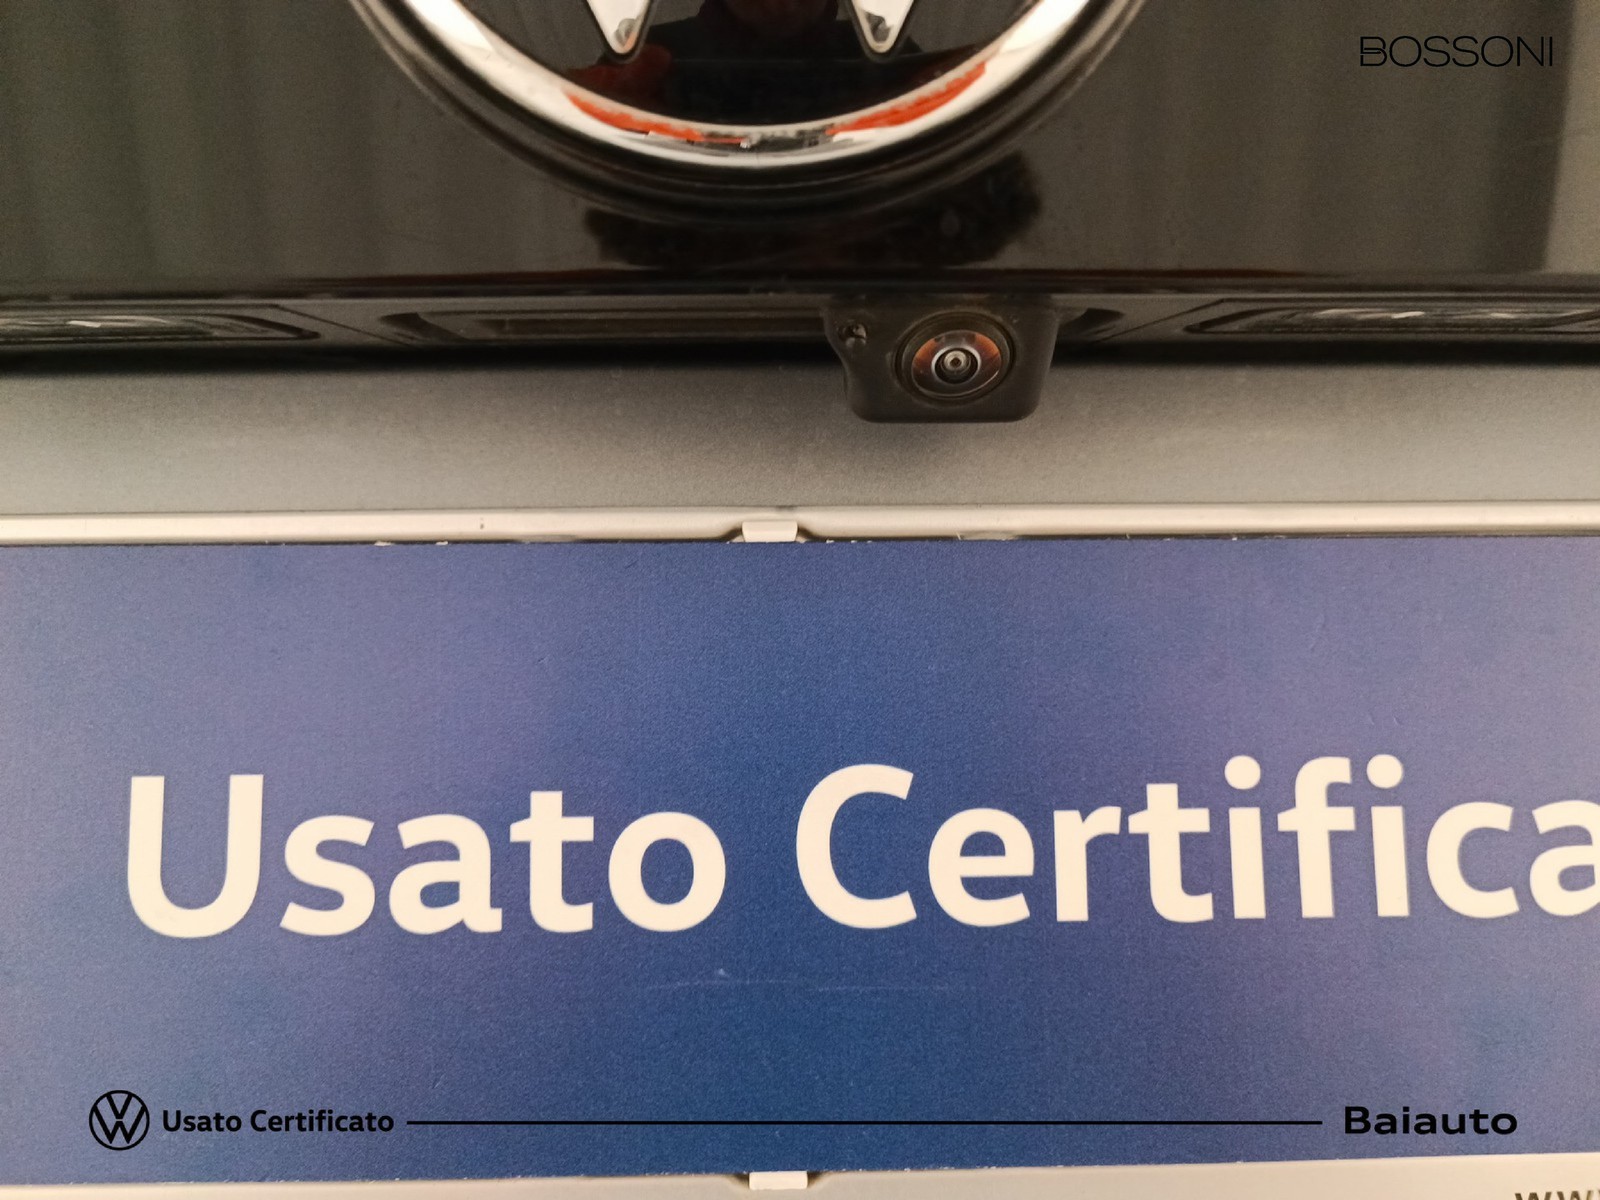 BOSSONI
Usato Certifica
Usato Certificato
Baiauto